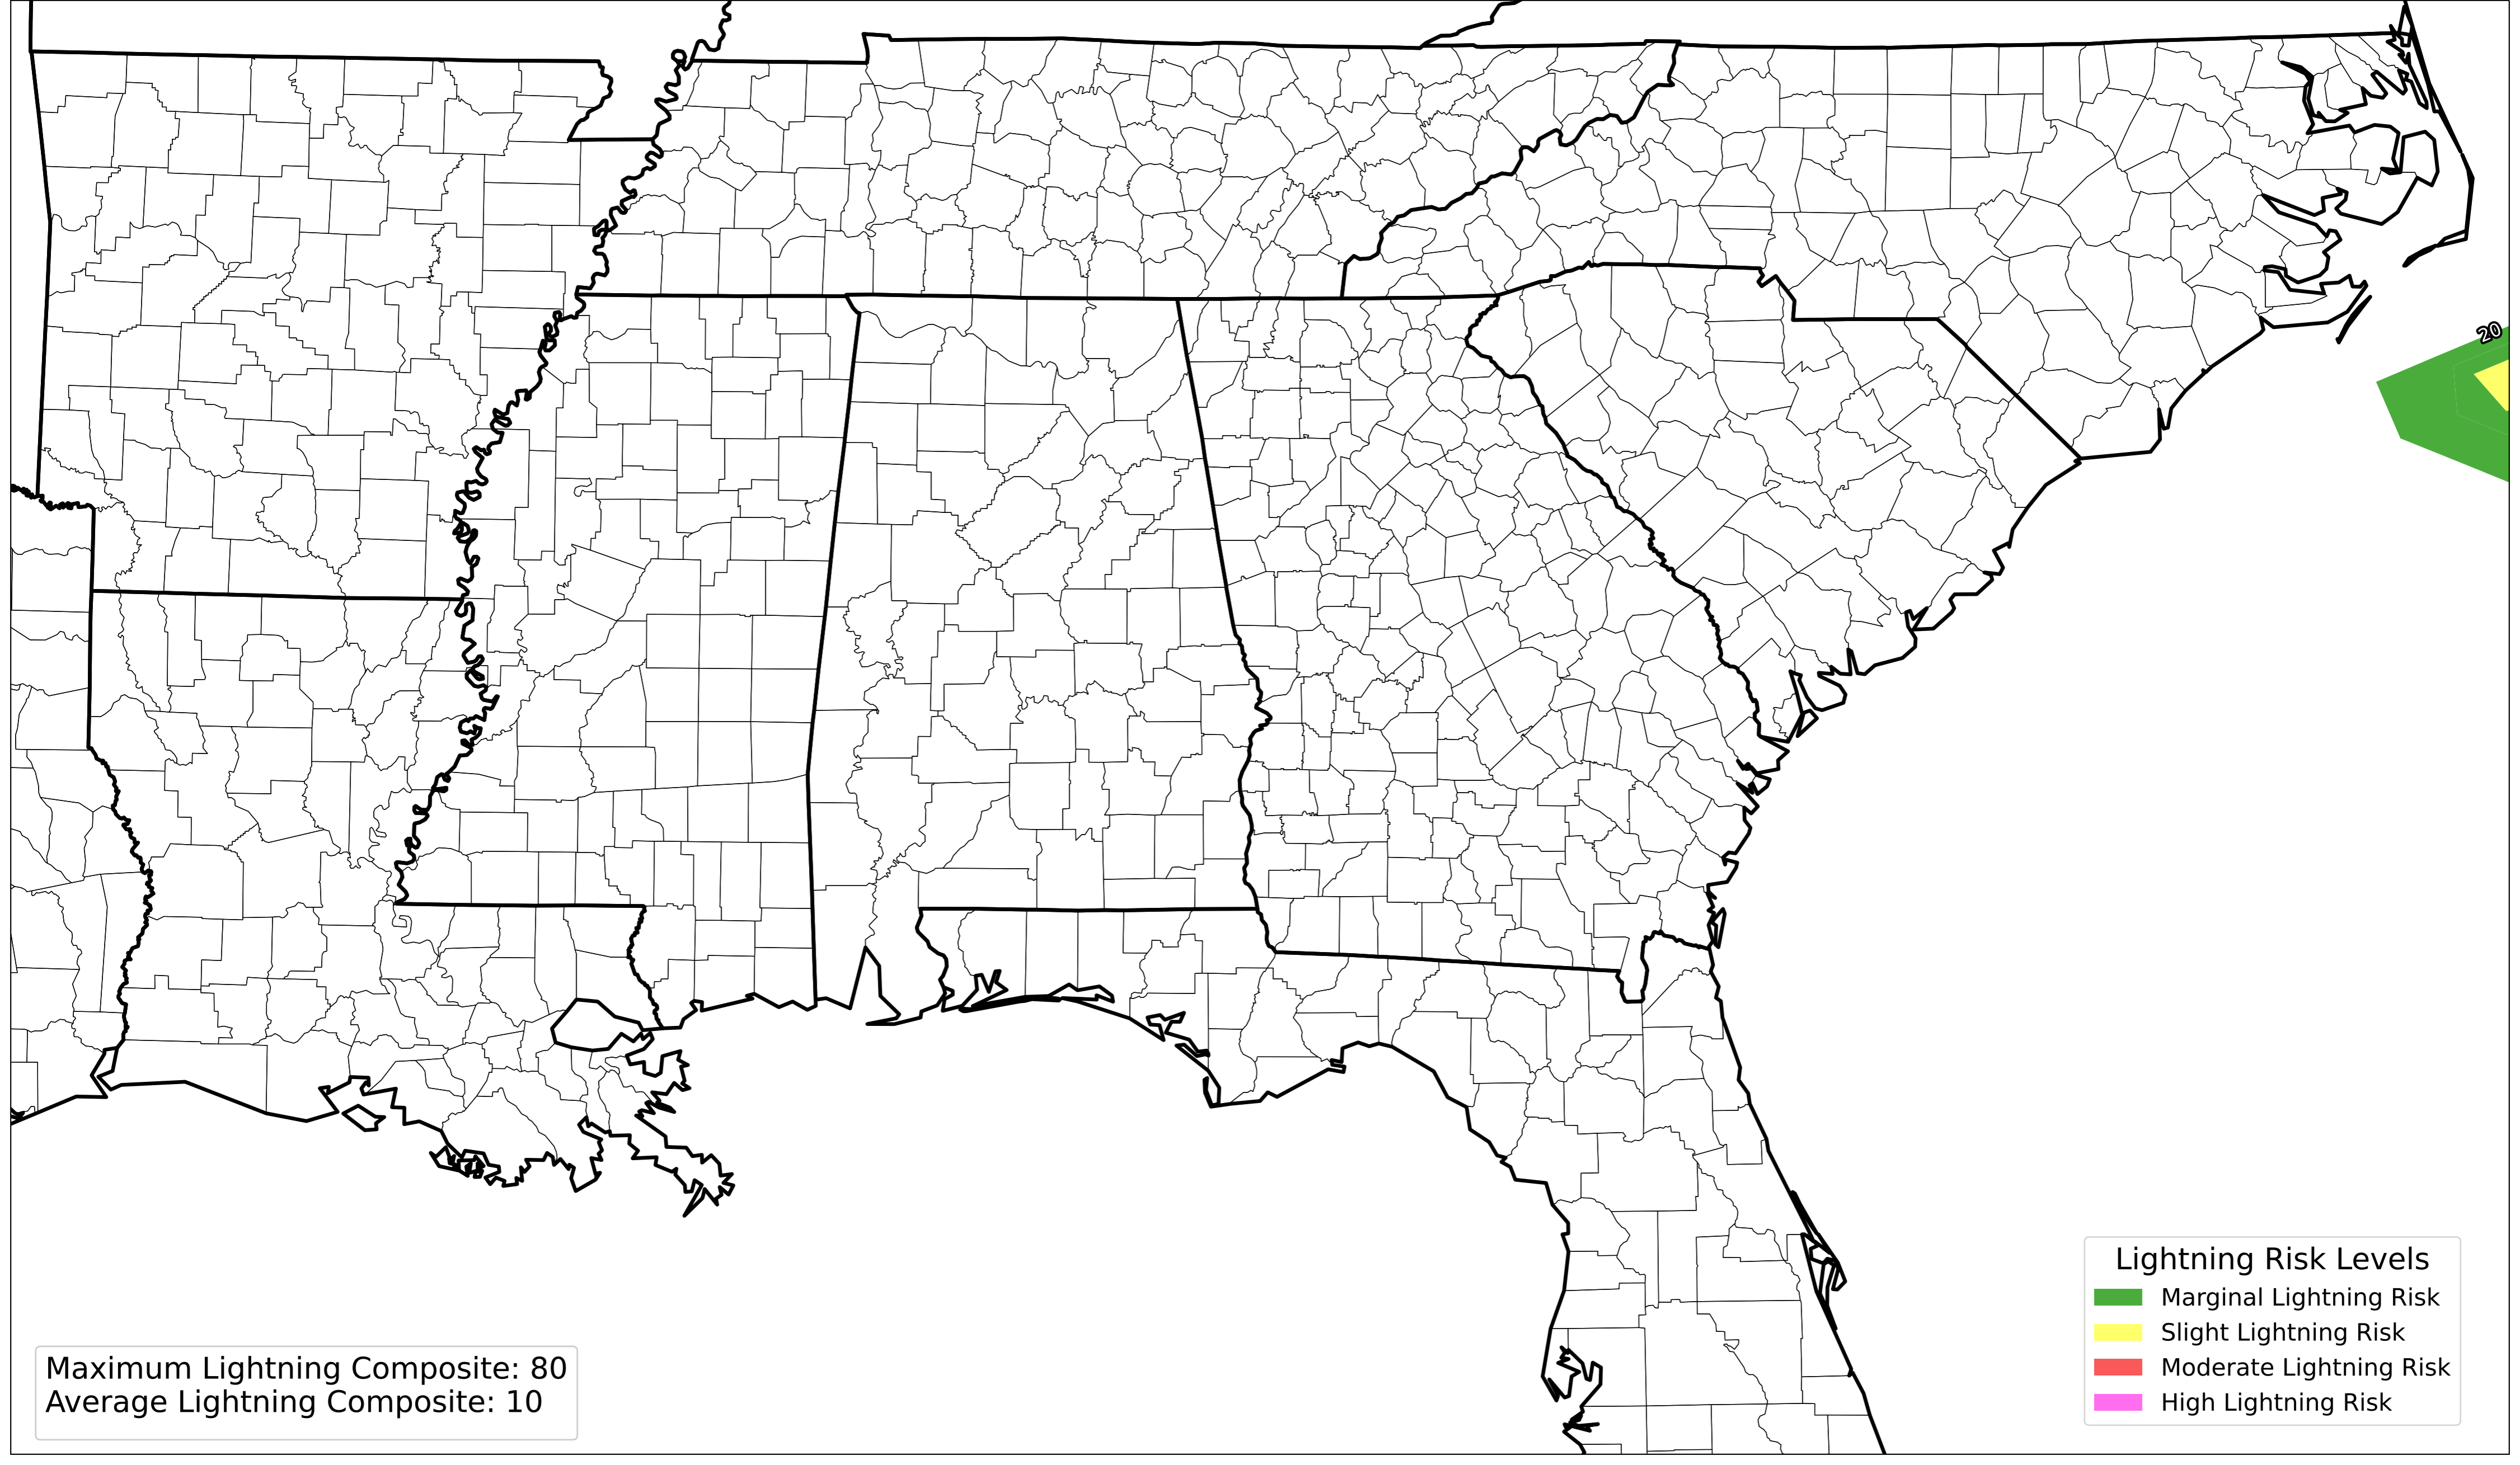 20
Lightning Risk Levels
Marginal Lightning Risk
Slight Lightning Risk
Moderate Lightning Risk
High Lightning Risk
Maximum Lightning Composite: 80
Average Lightning Composite: 10